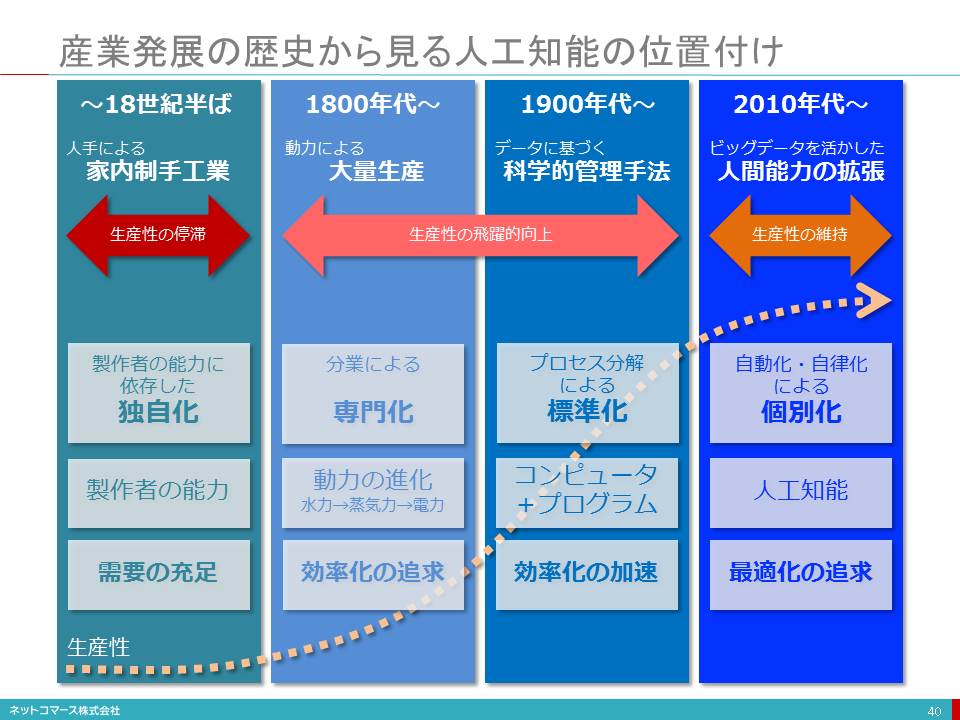 産業発展の歴史から見る人工知能の位置付け
～18世紀半ば
人手による
家内制手工業
生産性の停滞
製作者の能力に
依存した
独自化
製作者の能力
需要の充足
生産性
1800年代～
動力による
大量生産
生産性の飛躍的向上
分業による
専門化
動力の進化
水力→蒸気力→電力
効率化の追求
1900年代～
データに基づく
科学的管理手法
プロセス分解
による
標準化
コンピュータ
＋プログラム
効率化の加速
2010年代～
ビッグデータを活かした
人間能力の拡張
生産性の維持
自動化・自律化
による
個別化
人工知能
最適化の追求
ネットコマース株式会社
40